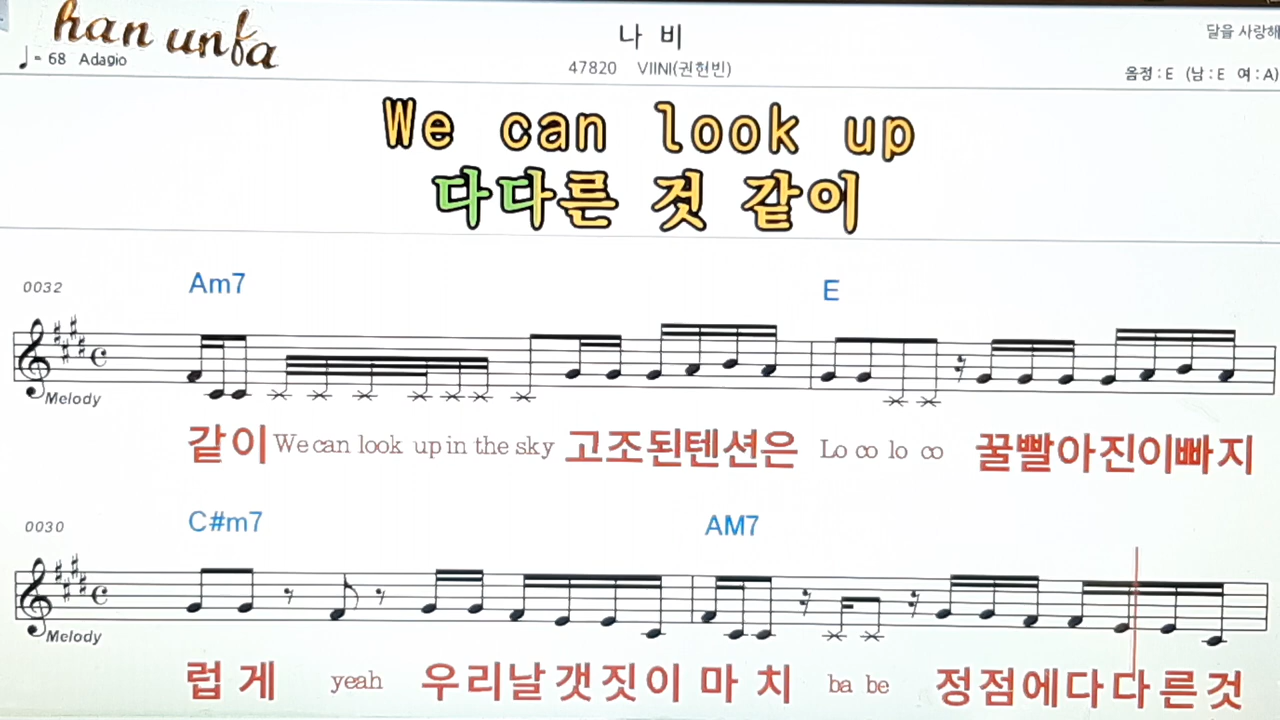 han unfa
♩= 68 Adagio
나 비
47820 VIINI(권현빈)
달을 사랑해
음정 : E (남 : E 여 : A)
We can look up
다다른 것 같이
0032
Am7 E
Melody
같이 We can look up in the sky 고조된텐션은 Lo co lo co 꿀빨아진이빠지
0030
C#m7 AM7
Melody
럽 게 yeah 우리날갯짓이 마 치 ba be 정점에다다른것